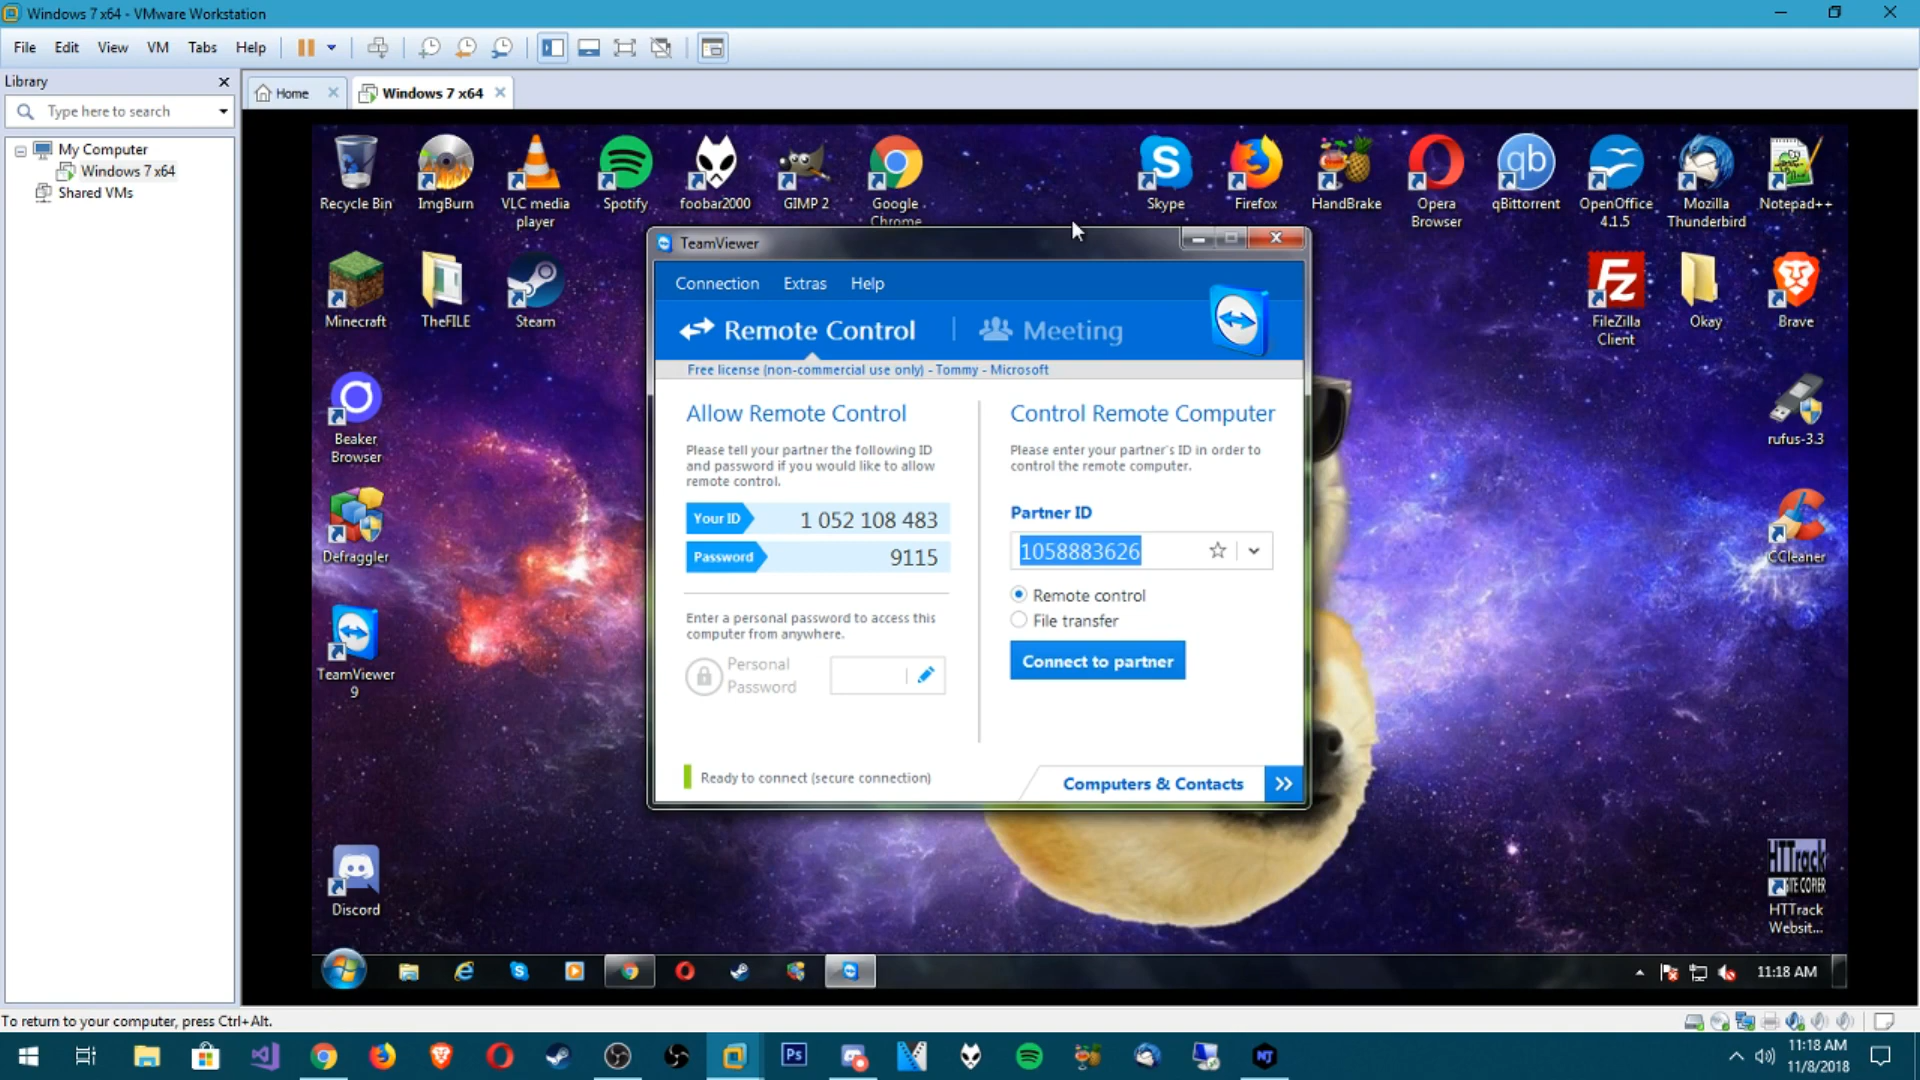 Windows 7 x64 - VMware Workstation
File Edit View VM Tabs Help
Library
Home
Windows 7 x64
Type here to search
My Computer
Windows 7 x64
Shared VMs
Recycle Bin
ImgBurn
VLC media
player
Spotify
foobar2000
GIMP 2
Google
Chrome
Skype
Firefox
HandBrake
Opera
Browser
qBittorrent
OpenOffice
4.1.5
Mozilla
Thunderbird
Notepad++
Minecraft
TheFILE
Steam
FileZilla
Client
Okay
Brave
Beaker
Browser
rufus-3.3
Defraggler
CCleaner
TeamViewer
9
Discord
HTTrack
SITE COPIER
HTTrack
Websit...
TeamViewer
Connection Extras Help
Remote Control
Meeting
Free license (non-commercial use only) - Tommy - Microsoft
Allow Remote Control
Please tell your partner the following ID
and password if you would like to allow
remote control.
Your ID 1 052 108 483
Password 9115
Enter a personal password to access this
computer from anywhere.
Personal
Password
Control Remote Computer
Please enter your partner's ID in order to
control the remote computer.
Partner ID
1058883626
Remote control
File transfer
Connect to partner
Ready to connect (secure connection)
Computers & Contacts
11:18 AM
To return to your computer, press Ctrl+Alt.
Ps
11:18 AM
11/8/2018